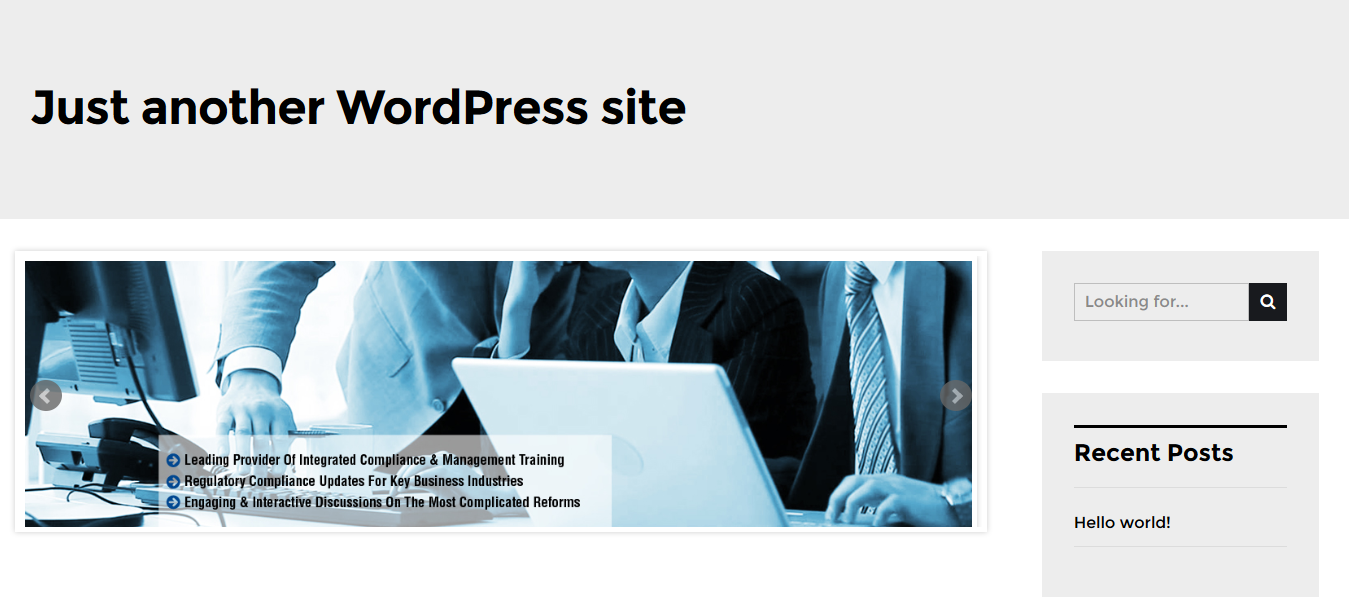 Just another WordPress site
Looking for...
Leading Provider Of Integrated Compliance & Management Training
Regulatory Compliance Updates For Key Business Industries
Engaging & Interactive Discussions On The Most Complicated Reforms
Recent Posts
Hello world!